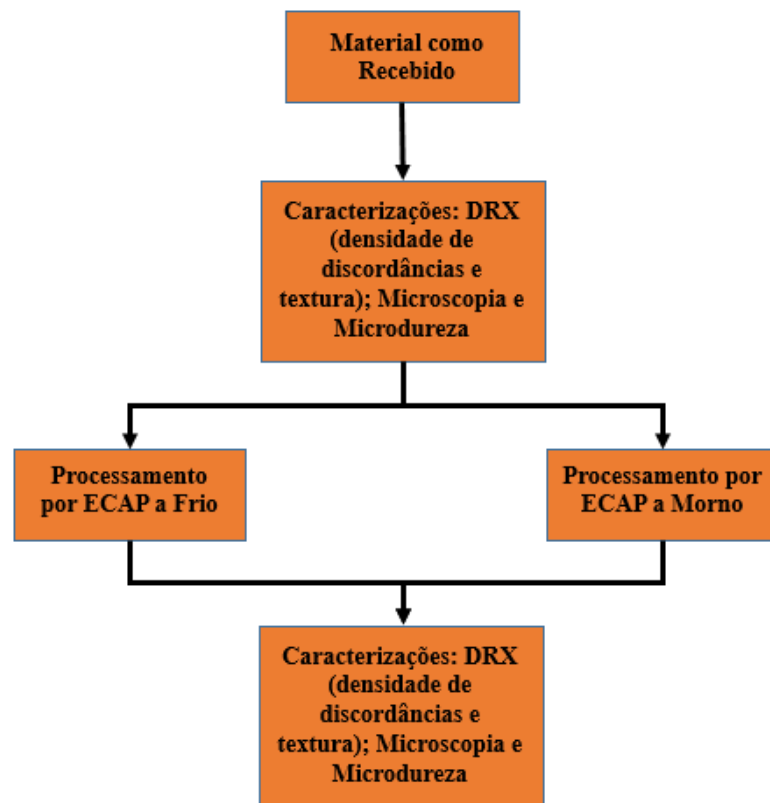 Material como
Recebido
Caracterizações: DRX
(densidade de
discordâncias e
textura); Microscopia e
Microdureza
Processamento
por ECAP a Frio
Processamento por
ECAP a Morno
Caracterizações: DRX
(densidade de
discordâncias e
textura); Microscopia e
Microdureza